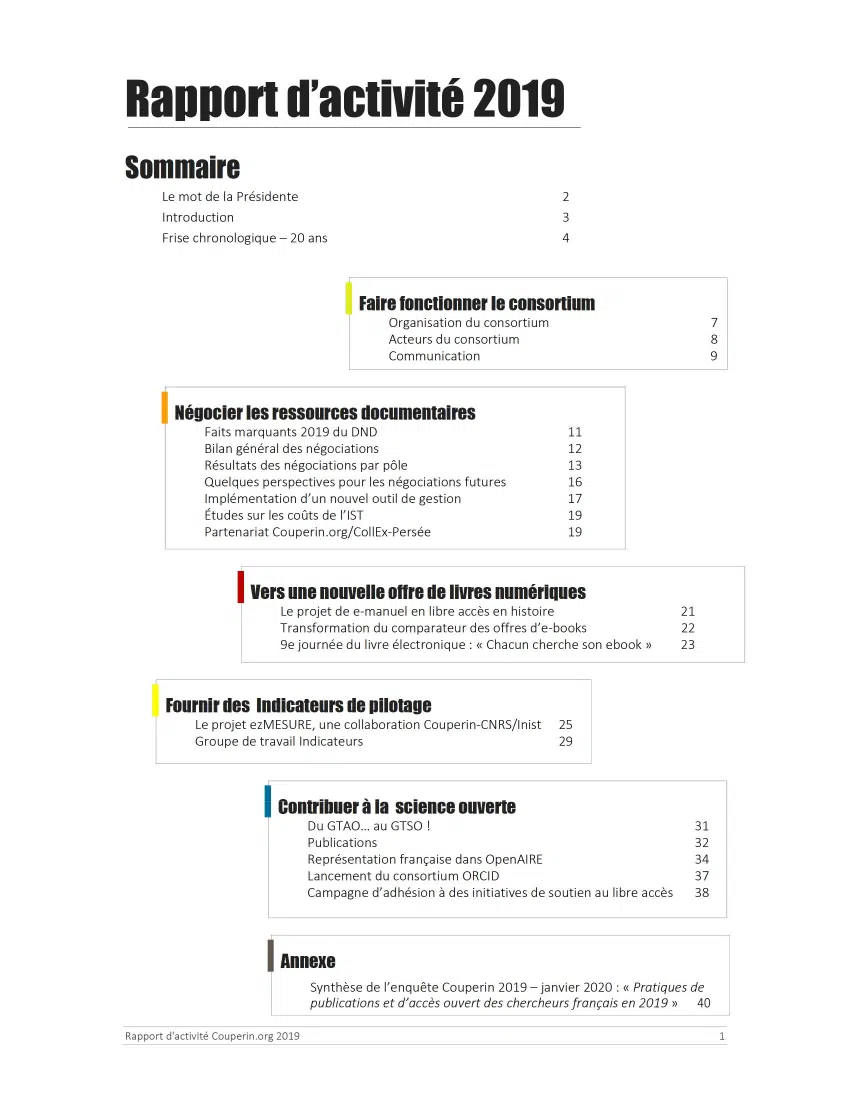 Rapport d’activité 2019
Sommaire
Le mot de la Présidente 2
Introduction 3
Frise chronologique – 20 ans 4
Faire fonctionner le consortium
Organisation du consortium 7
Acteurs du consortium 8
Communication 9
Négocier les ressources documentaires
Faits marquants 2019 du DND 11
Bilan général des négociations 12
Résultats des négociations par pôle 13
Quelques perspectives pour les négociations futures 16
Implémentation d’un nouvel outil de gestion 17
Études sur les coûts de l’IST 19
Partenariat Couperin.org/CollEx-Persée 19
Vers une nouvelle offre de livres numériques
Le projet de e-manuel en libre accès en histoire 21
Transformation du comparateur des offres d’e-books 22
9e journée du livre électronique : « Chacun cherche son ebook » 23
Fournir des Indicateurs de pilotage
Le projet ezMESURE, une collaboration Couperin-CNRS/Inist 25
Groupe de travail Indicateurs 29
Contribuer à la science ouverte
Du GTAO… au GTSO ! 31
Publications 32
Représentation française dans OpenAIRE 34
Lancement du consortium ORCID 37
Campagne d’adhésion à des initiatives de soutien au libre accès 38
Annexe
Synthèse de l’enquête Couperin 2019 – janvier 2020 : « Pratiques de
publications et d’accès ouvert des chercheurs français en 2019 » 40
Rapport d'activité Couperin.org 2019 1